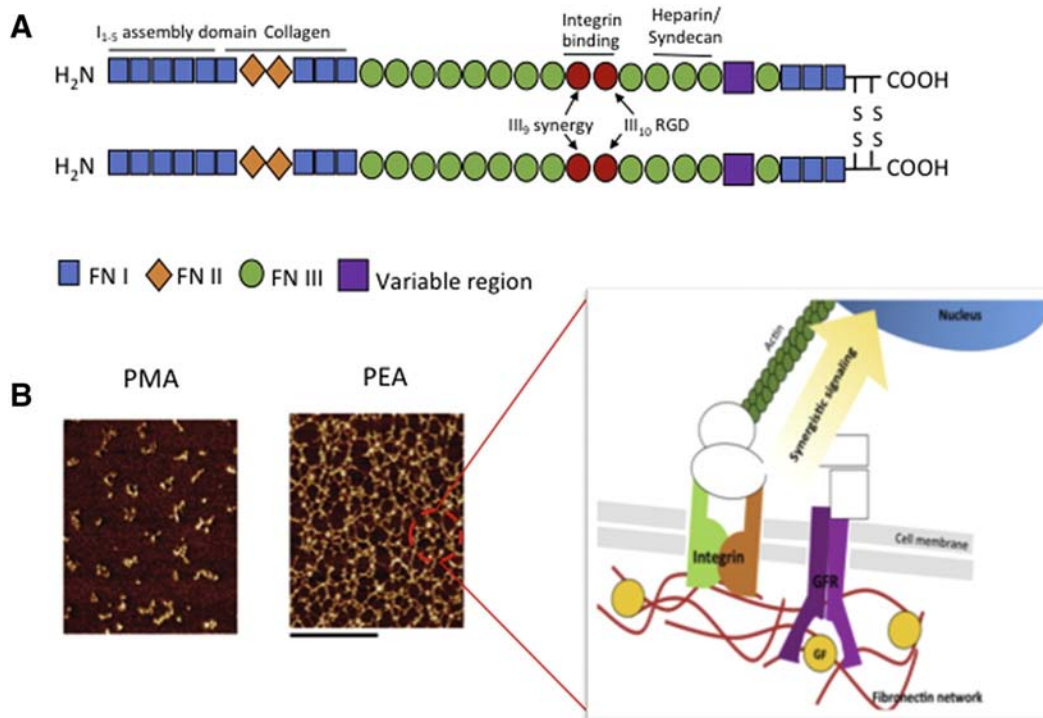 A
I1-5 assembly domain Collagen
Integrin
binding
Heparin/
Syndecan
H2N
COOH
S S
III9 synergy
III10 RGD
S S
H2N
COOH
FN I
FN II
FN III
Variable region
B
PMA
PEA
Nucleus
Actin
Synergistic signaling
Cell membrane
Integrin
GFR
GF
Fibronectin network